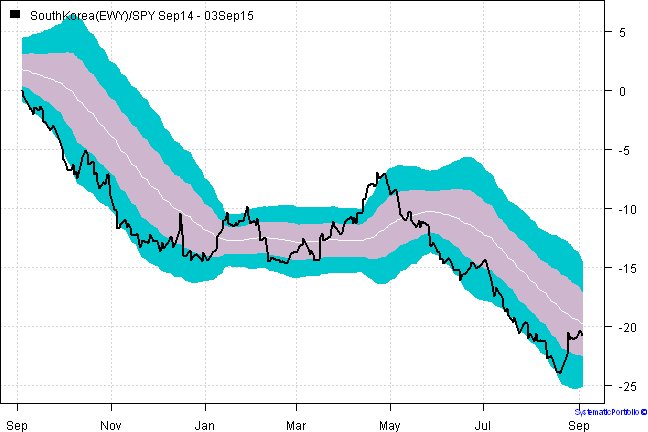 SouthKorea(EWY)/SPY Sep14 - 03Sep15
5
0
-5
-10
-15
-20
-25
Sep
Nov
Jan
Mar
May
Jul
Sep
SystematicPortfolio ©